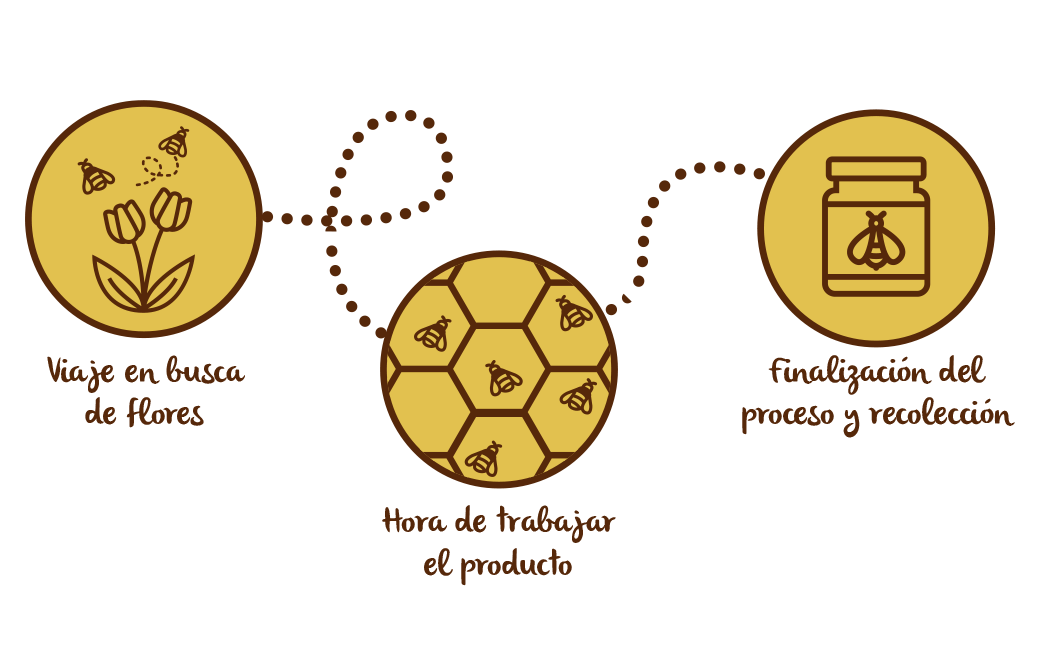 Viaje en busca
de flores
Hora de trabajar
el producto
Finalización del
proceso y recolección